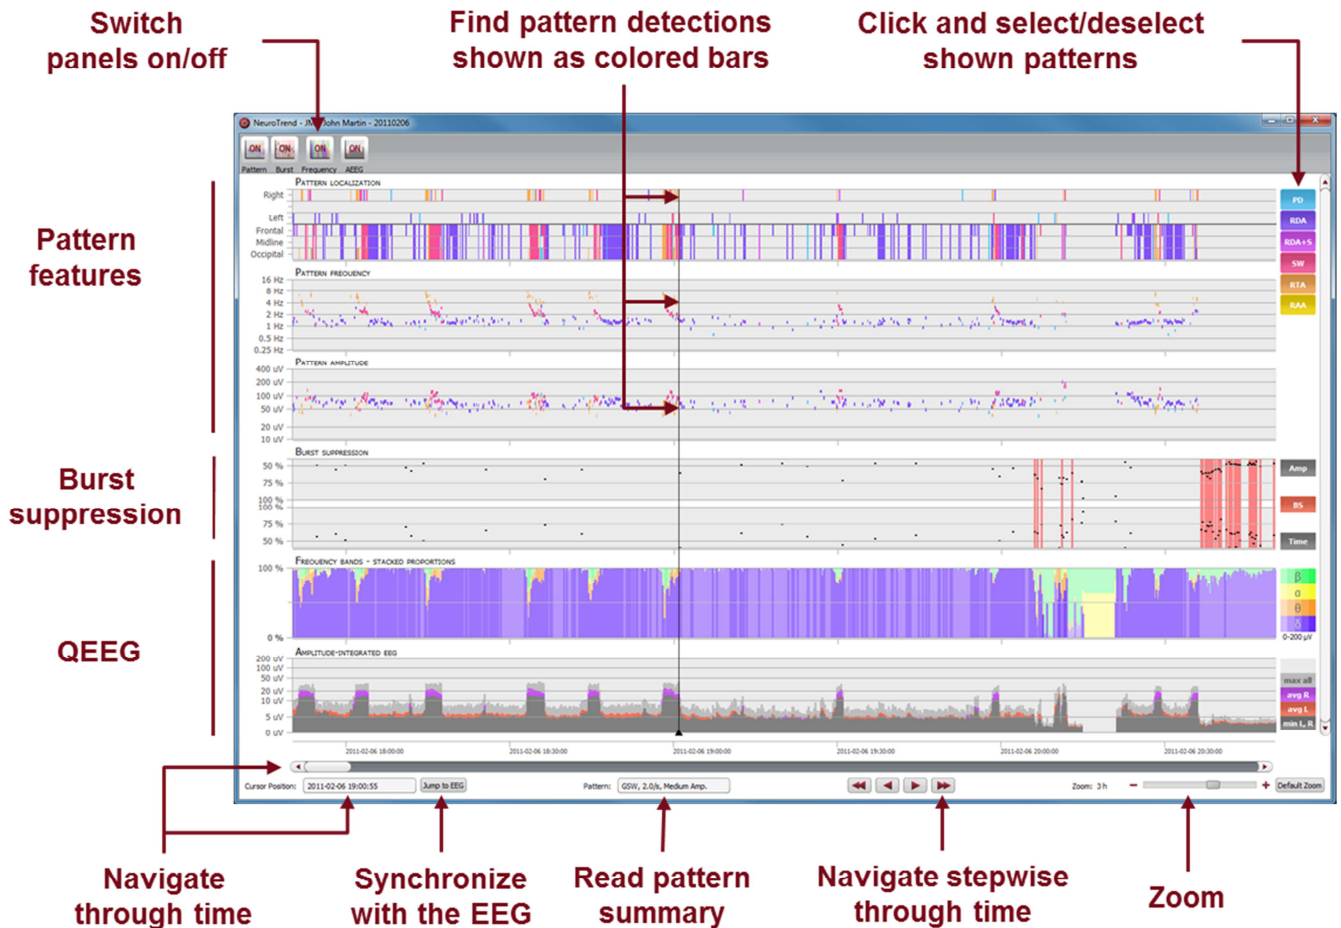 Switch
panels on/off
Find pattern detections
shown as colored bars
Click and select/deselect
shown patterns
NeuroTrend - JM, John Martin - 20110206
ON ON ON ON
Pattern Burst Frequency AEEG
Pattern features
PATTERN LOCALIZATION
Right
Left
Frontal
Midline
Occipital
PD
RDA
RDA+S
SW
RTA
RAA
PATTERN FREQUENCY
16 Hz
8 Hz
4 Hz
2 Hz
1 Hz
0.5 Hz
0.25 Hz
PATTERN AMPLITUDE
400 uV
200 uV
100 uV
50 uV
20 uV
10 uV
Burst
suppression
BURST SUPPRESSION
50 %
75 %
100 %
100 %
75 %
50 %
Amp
BS
Time
QEEG
FREQUENCY BANDS - STACKED PROPORTIONS
100 %
0 %
β
α
θ
δ
0-200 µV
AMPLITUDE-INTEGRATED EEG
200 uV
100 uV
50 uV
20 uV
10 uV
5 uV
0 uV
max all
avg R
avg L
min L, R
2011-02-06 18:00:00 2011-02-06 18:30:00 2011-02-06 19:00:00 2011-02-06 19:30:00 2011-02-06 20:00:00 2011-02-06 20:30:00
Cursor Position: 2011-02-06 19:00:55 Jump to EEG Pattern: GSW, 2.0/s, Medium Amp. Zoom: 3 h Default Zoom
Navigate
through time
Synchronize
with the EEG
Read pattern
summary
Navigate stepwise
through time
Zoom